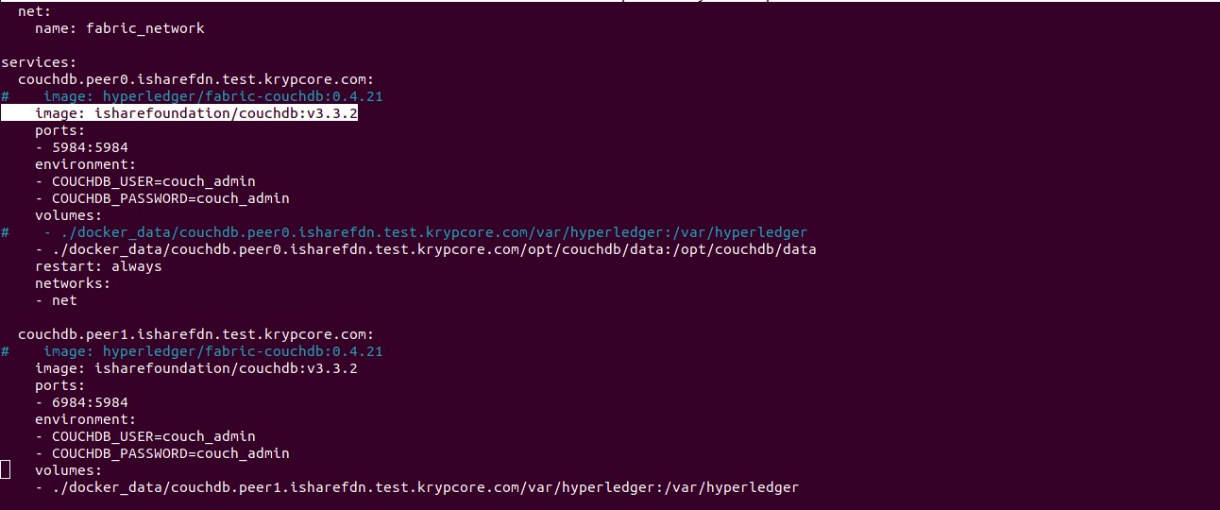 net:
name: fabric_network
services:
couchdb.peer0.isharefdn.test.krypcore.com:
# image: hyperledger/fabric-couchdb:0.4.21
image: isharefoundation/couchdb:v3.3.2
ports:
- 5984:5984
environment:
- COUCHDB_USER=couch_admin
- COUCHDB_PASSWORD=couch_admin
volumes:
# - ./docker_data/couchdb.peer0.isharefdn.test.krypcore.com/var/hyperledger:/var/hyperledger
- ./docker_data/couchdb.peer0.isharefdn.test.krypcore.com/opt/couchdb/data:/opt/couchdb/data
restart: always
networks:
- net
couchdb.peer1.isharefdn.test.krypcore.com:
# image: hyperledger/fabric-couchdb:0.4.21
image: isharefoundation/couchdb:v3.3.2
ports:
- 6984:5984
environment:
- COUCHDB_USER=couch_admin
- COUCHDB_PASSWORD=couch_admin
volumes:
- ./docker_data/couchdb.peer1.isharefdn.test.krypcore.com/var/hyperledger:/var/hyperledger